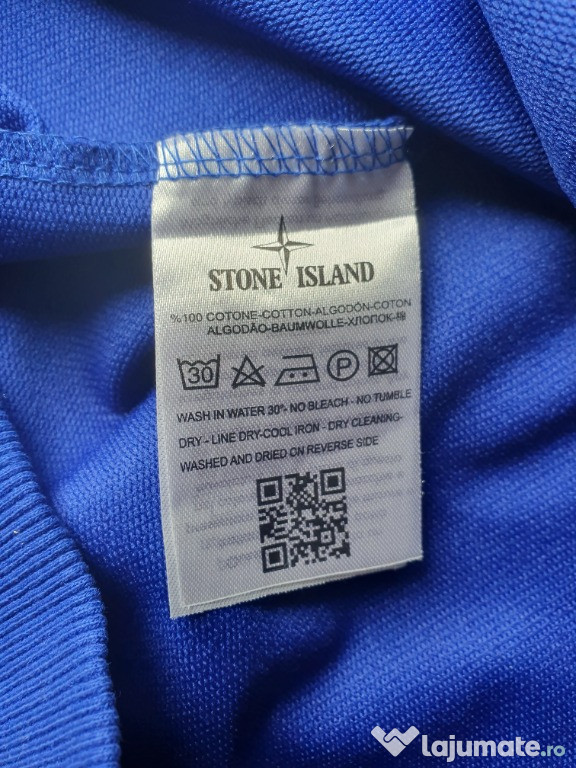 STONE ISLAND
%100 COTONE-COTTON-ALGODÓN-COTON
ALGODÃO-BAUMWOLLE-ХЛОПОК-棉
30 P
WASH IN WATER 30°- NO BLEACH - NO TUMBLE
DRY - LINE DRY-COOL IRON - DRY CLEANING-
WASHED AND DRIED ON REVERSE SIDE
lajumate.ro